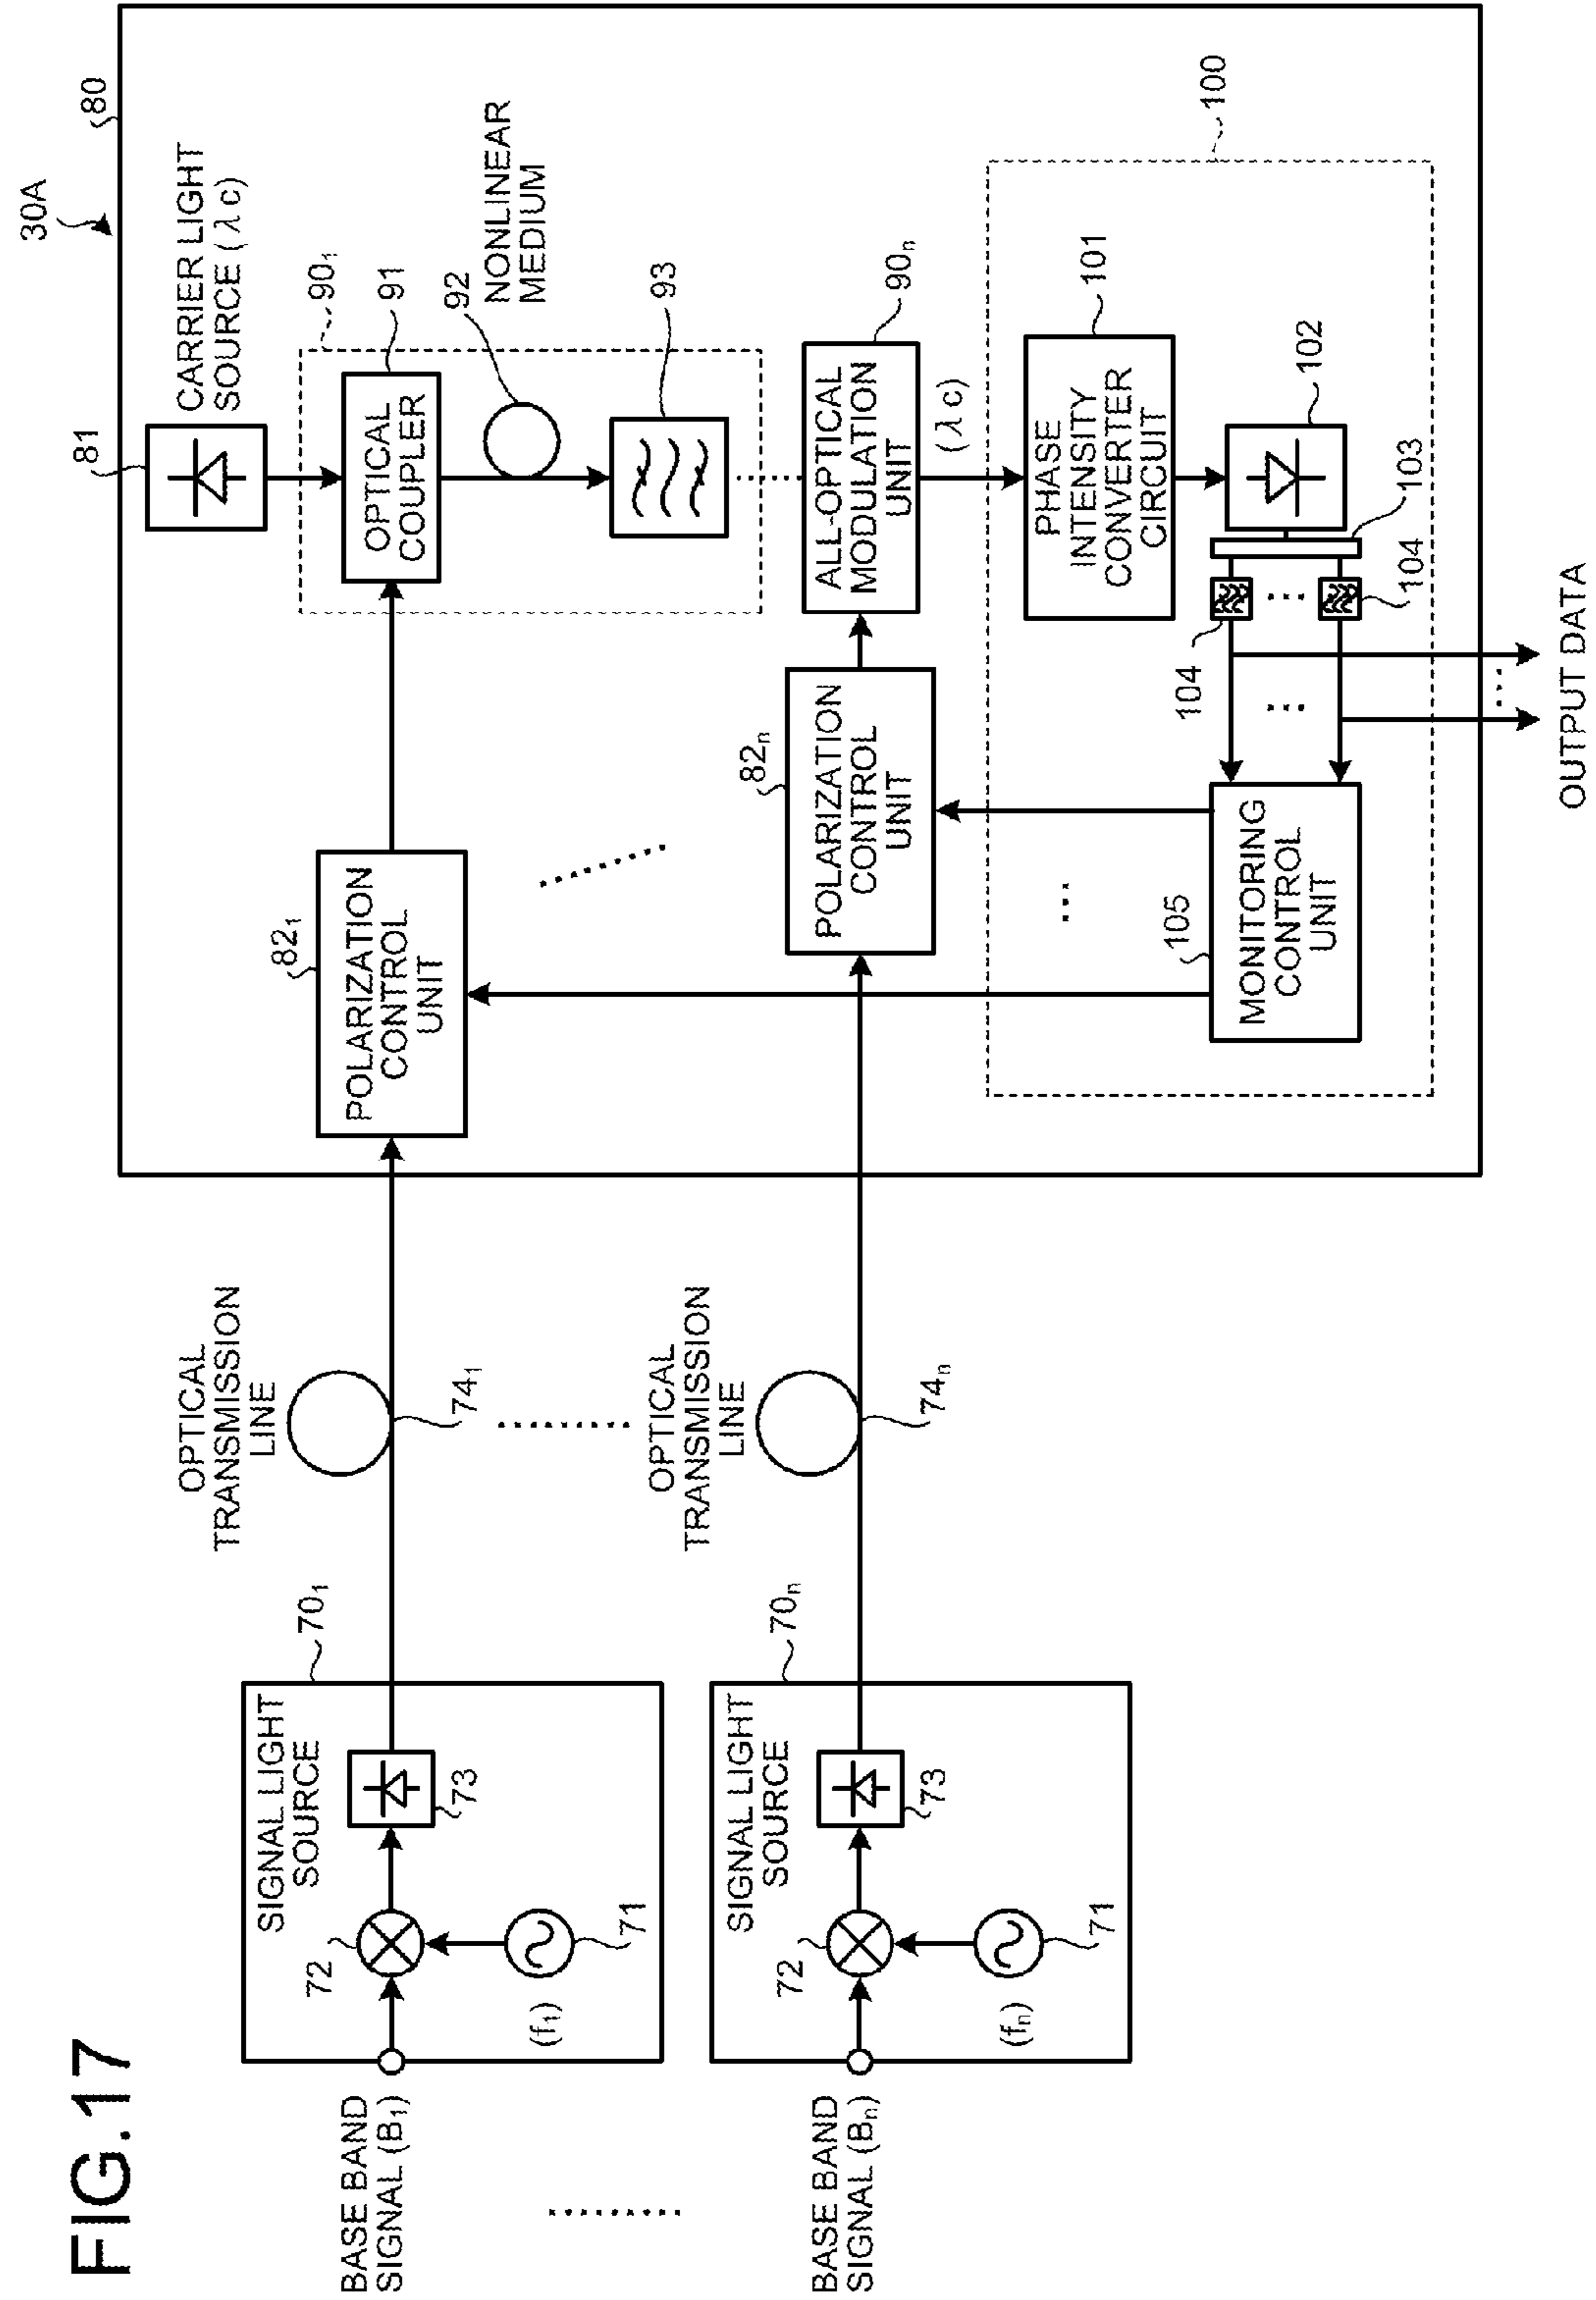 FIG.17
30A
80
81
CARRIER LIGHT
SOURCE (λc)
90₁
OPTICAL
COUPLER
91
92
NONLINEAR
MEDIUM
93
82₁
POLARIZATION
CONTROL
UNIT
OPTICAL
TRANSMISSION
LINE
74₁
70₁
SIGNAL LIGHT
SOURCE
73
72
71
(f₁)
BASE BAND
SIGNAL (B₁)
ALL-OPTICAL
MODULATION
UNIT
90ₙ
(λc)
82ₙ
POLARIZATION
CONTROL
UNIT
OPTICAL
TRANSMISSION
LINE
74ₙ
70ₙ
SIGNAL LIGHT
SOURCE
73
72
71
(fₙ)
BASE BAND
SIGNAL (Bₙ)
100
PHASE
INTENSITY
CONVERTER
CIRCUIT
101
102
103
104
104
105
MONITORING
CONTROL
UNIT
OUTPUT DATA